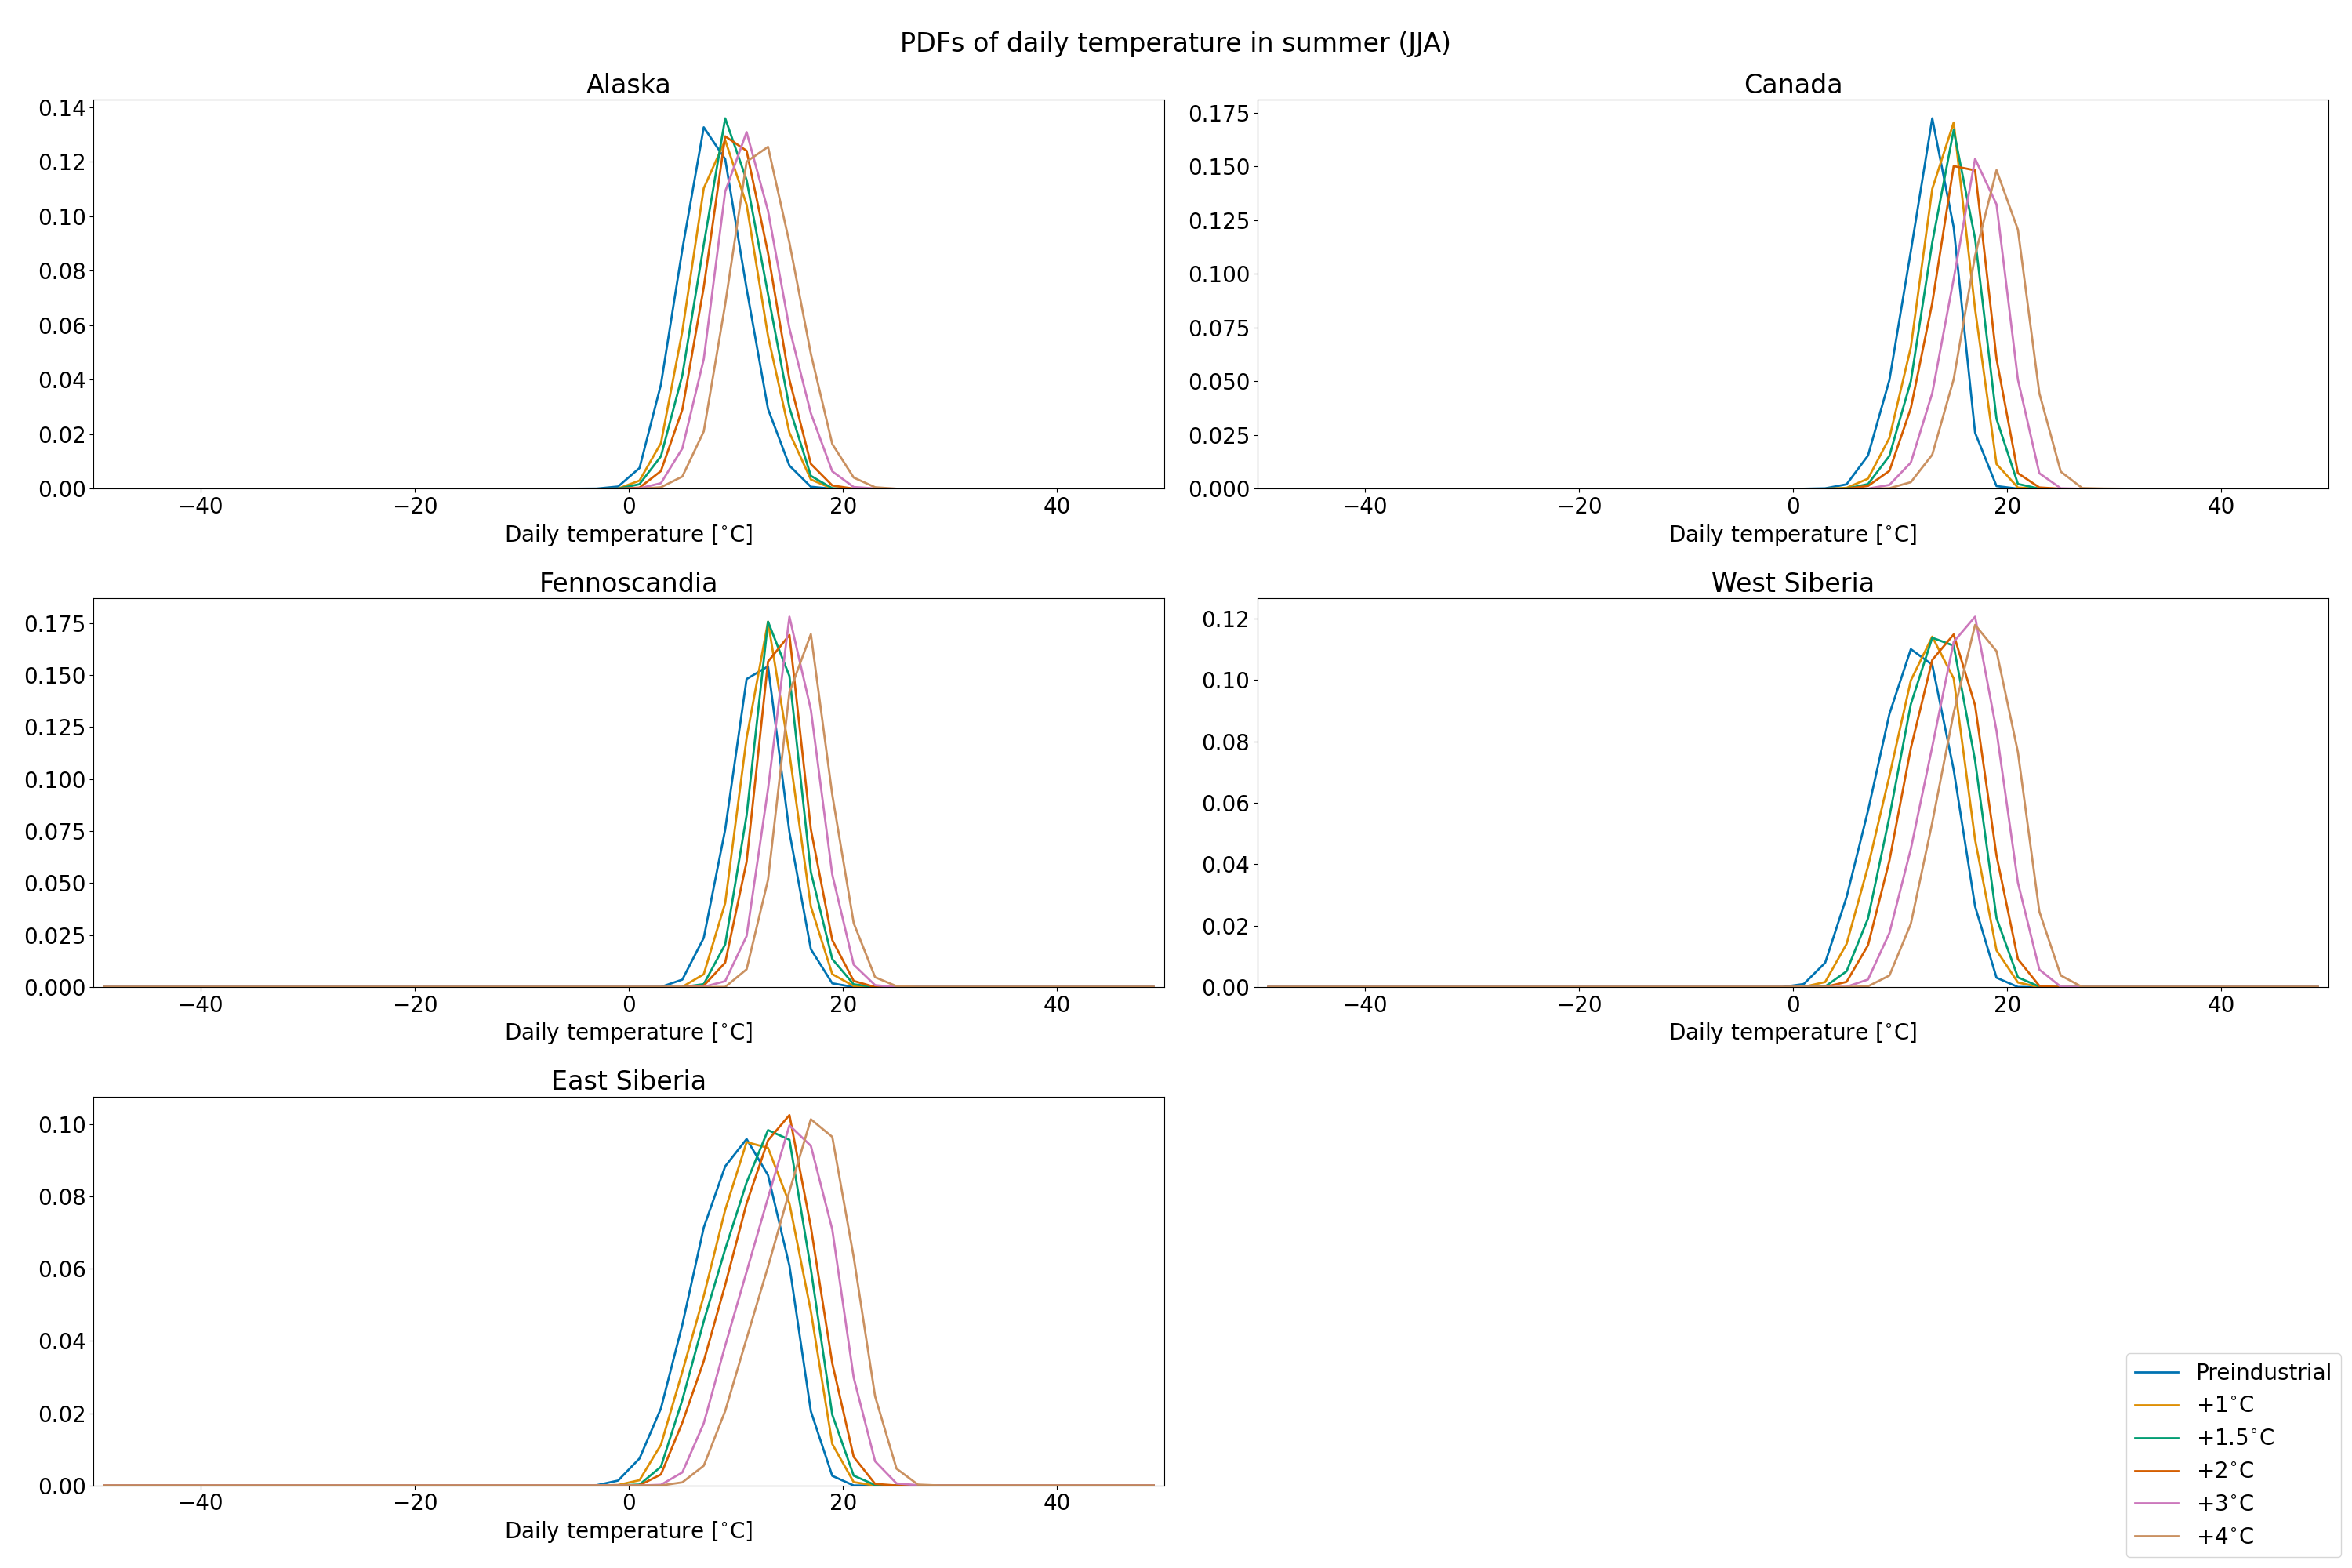 PDFs of daily temperature in summer (JJA)
Alaska
0.14
0.12
0.10
0.08
0.06
0.04
0.02
0.00
−40 −20 0 20 40
Daily temperature [°C]
Canada
0.175
0.150
0.125
0.100
0.075
0.050
0.025
0.000
−40 −20 0 20 40
Daily temperature [°C]
Fennoscandia
0.175
0.150
0.125
0.100
0.075
0.050
0.025
0.000
−40 −20 0 20 40
Daily temperature [°C]
West Siberia
0.12
0.10
0.08
0.06
0.04
0.02
0.00
−40 −20 0 20 40
Daily temperature [°C]
East Siberia
0.10
0.08
0.06
0.04
0.02
0.00
−40 −20 0 20 40
Daily temperature [°C]
Preindustrial
+1°C
+1.5°C
+2°C
+3°C
+4°C